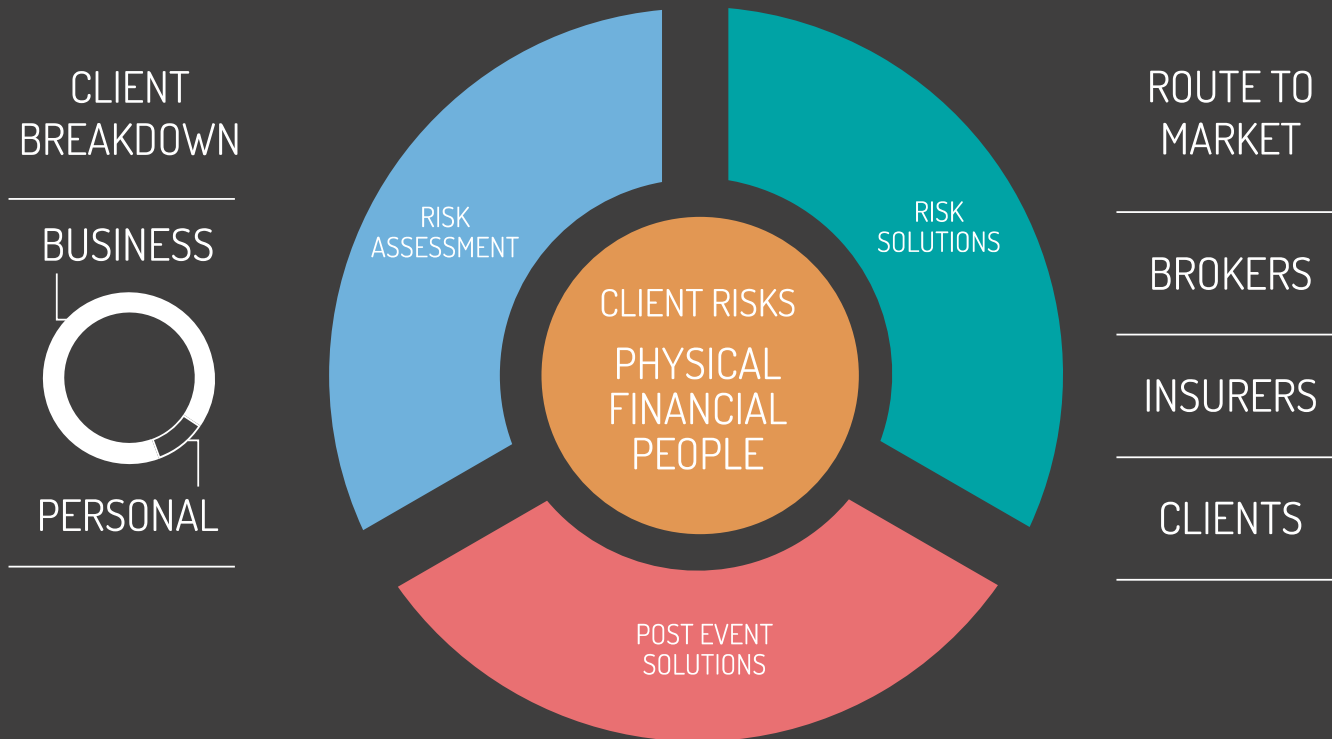 CLIENT
BREAKDOWN
BUSINESS
PERSONAL
RISK
ASSESSMENT
RISK
SOLUTIONS
CLIENT RISKS
PHYSICAL
FINANCIAL
PEOPLE
POST EVENT
SOLUTIONS
ROUTE TO
MARKET
BROKERS
INSURERS
CLIENTS